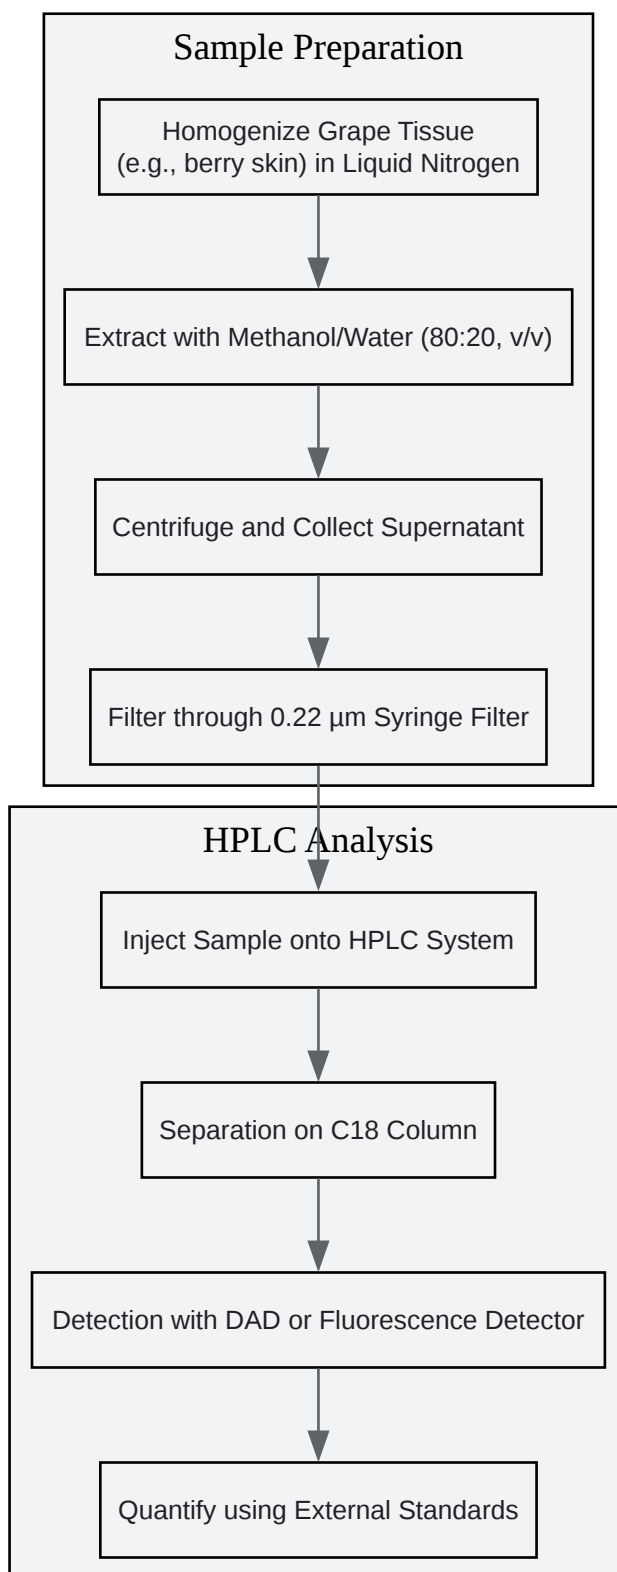 Sample Preparation
Homogenize Grape Tissue
(e.g., berry skin) in Liquid Nitrogen
Extract with Methanol/Water (80:20, v/v)
Centrifuge and Collect Supernatant
Filter through 0.22 µm Syringe Filter
HPLC Analysis
Inject Sample onto HPLC System
Separation on C18 Column
Detection with DAD or Fluorescence Detector
Quantify using External Standards